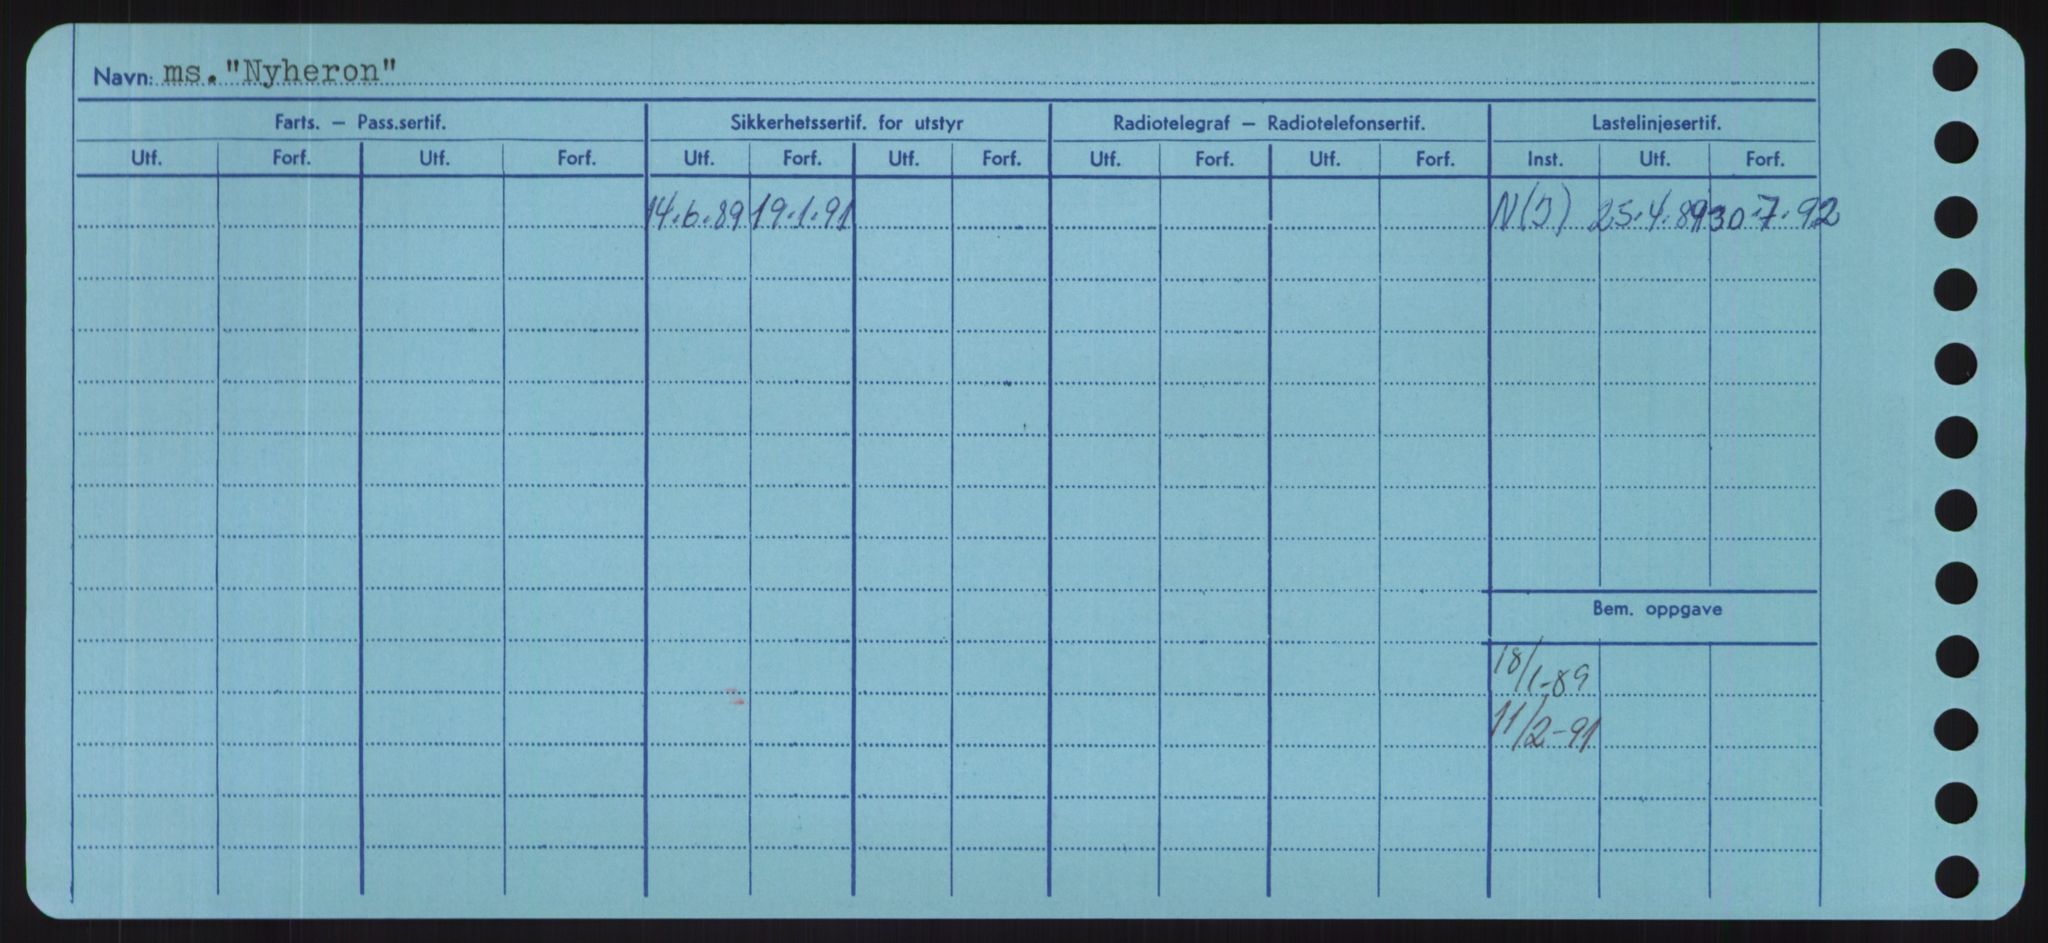 Navn: ms. "Nyheron"
Farts. — Pass.sertif. Sikkerhetssertif. for utstyr Radiotelegraf — Radiotelefonsertif. Lastelinjesertif.
Utf. Forf. Utf. Forf. Utf. Forf. Utf. Forf. Utf. Forf. Utf. Forf. Inst. Utf. Forf.
14.6.89 19.1.91 N(I) 25.4.89 30.7.92
Bem. oppgave
18/1-89
11/2-91